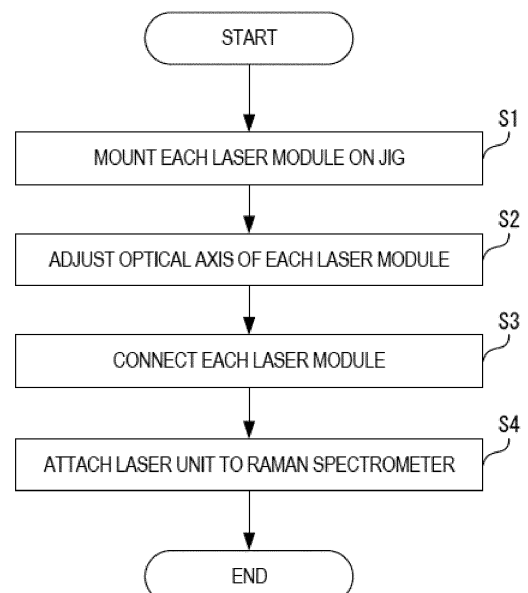 START
S1
MOUNT EACH LASER MODULE ON JIG
S2
ADJUST OPTICAL AXIS OF EACH LASER MODULE
S3
CONNECT EACH LASER MODULE
S4
ATTACH LASER UNIT TO RAMAN SPECTROMETER
END